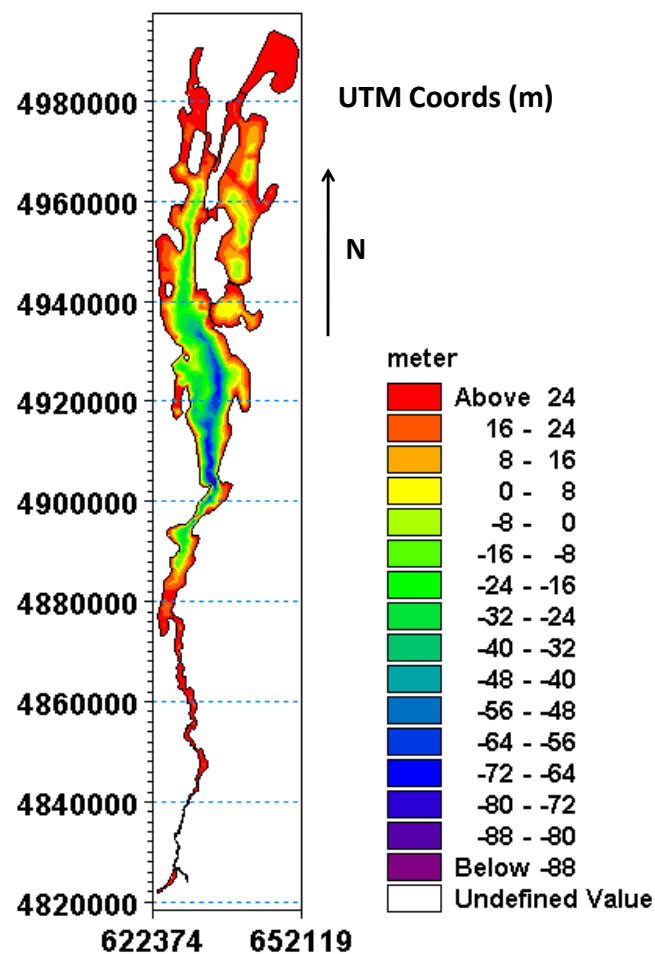 UTM Coords (m)
4980000
4960000
N
4940000
meter
Above 24
4920000
16 - 24
8 - 16
0 - 8
4900000
-8 - 0
-16 - -8
-24 - -16
4880000
-32 - -24
-40 - -32
-48 - -40
4860000
-56 - -48
-64 - -56
-72 - -64
4840000
-80 - -72
-88 - -80
Below -88
4820000
Undefined Value
622374 652119